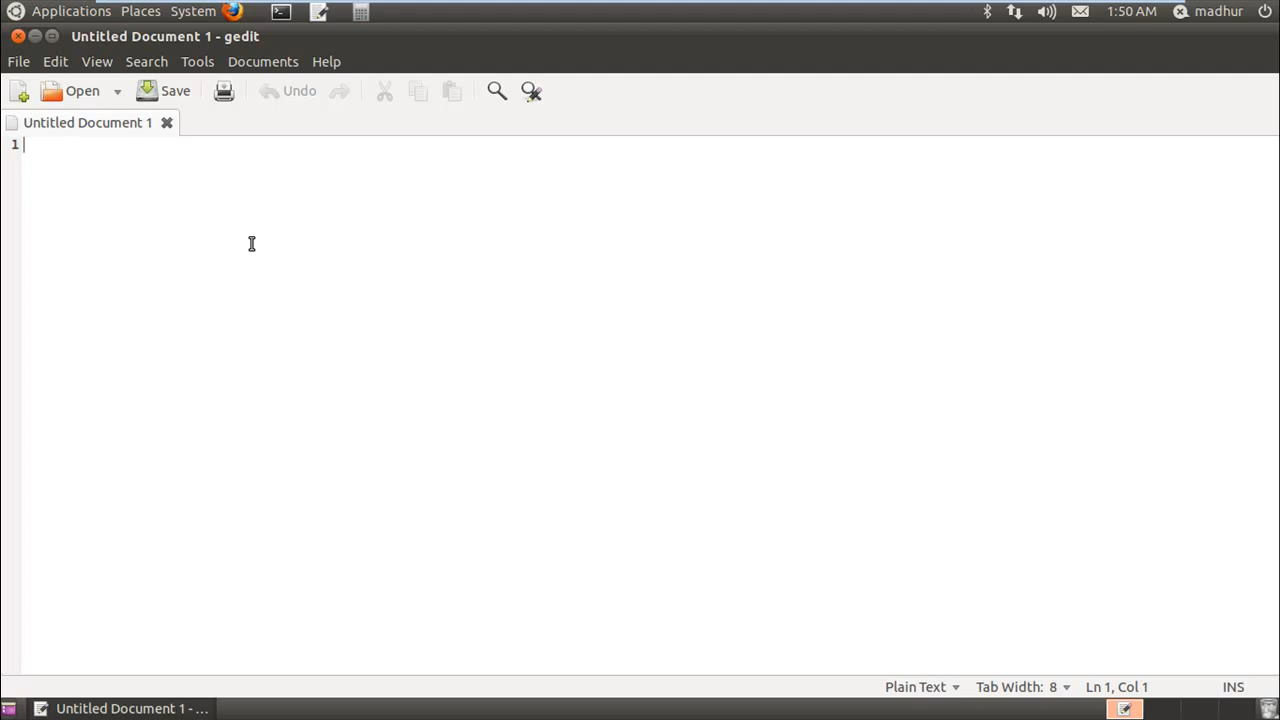 Applications Places System 1:50 AM madhur
Untitled Document 1 - gedit
File Edit View Search Tools Documents Help
Open Save Undo
Untitled Document 1
1
Plain Text Tab Width: 8 Ln 1, Col 1 INS
Untitled Document 1 - ...